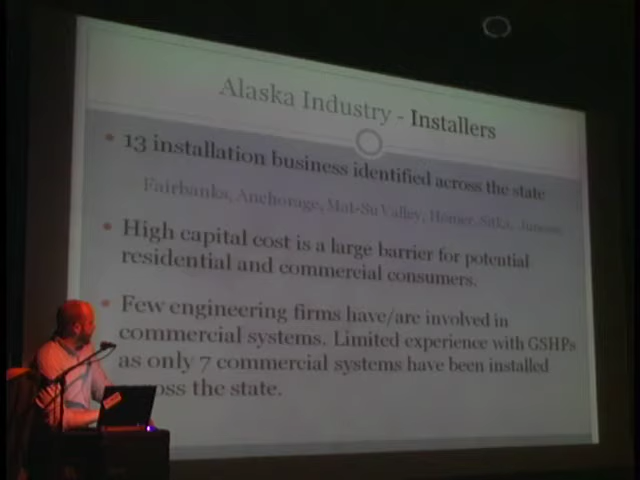 Alaska Industry - Installers
13 installation business identified across the state
Fairbanks, Anchorage, Mat-Su Valley, Homer, Sitka, Juneau
High capital cost is a large barrier for potential
residential and commercial consumers.
Few engineering firms have/are involved in
commercial systems. Limited experience with GSHPs
as only 7 commercial systems have been installed
oss the state.